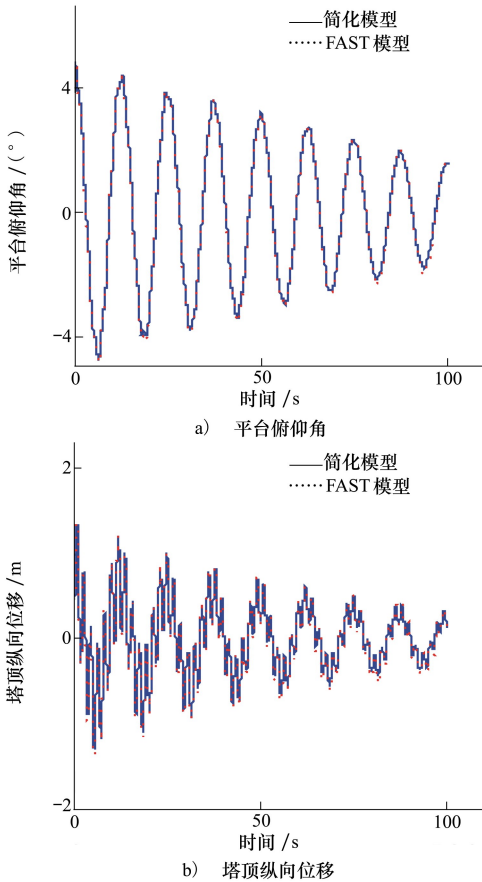 简化模型
FAST 模型
平台俯仰角 /(°)
4
0
−4
0
50
100
时间 /s
a) 平台俯仰角
简化模型
FAST 模型
塔顶纵向位移 /m
2
0
−2
0
50
100
时间 /s
b) 塔顶纵向位移